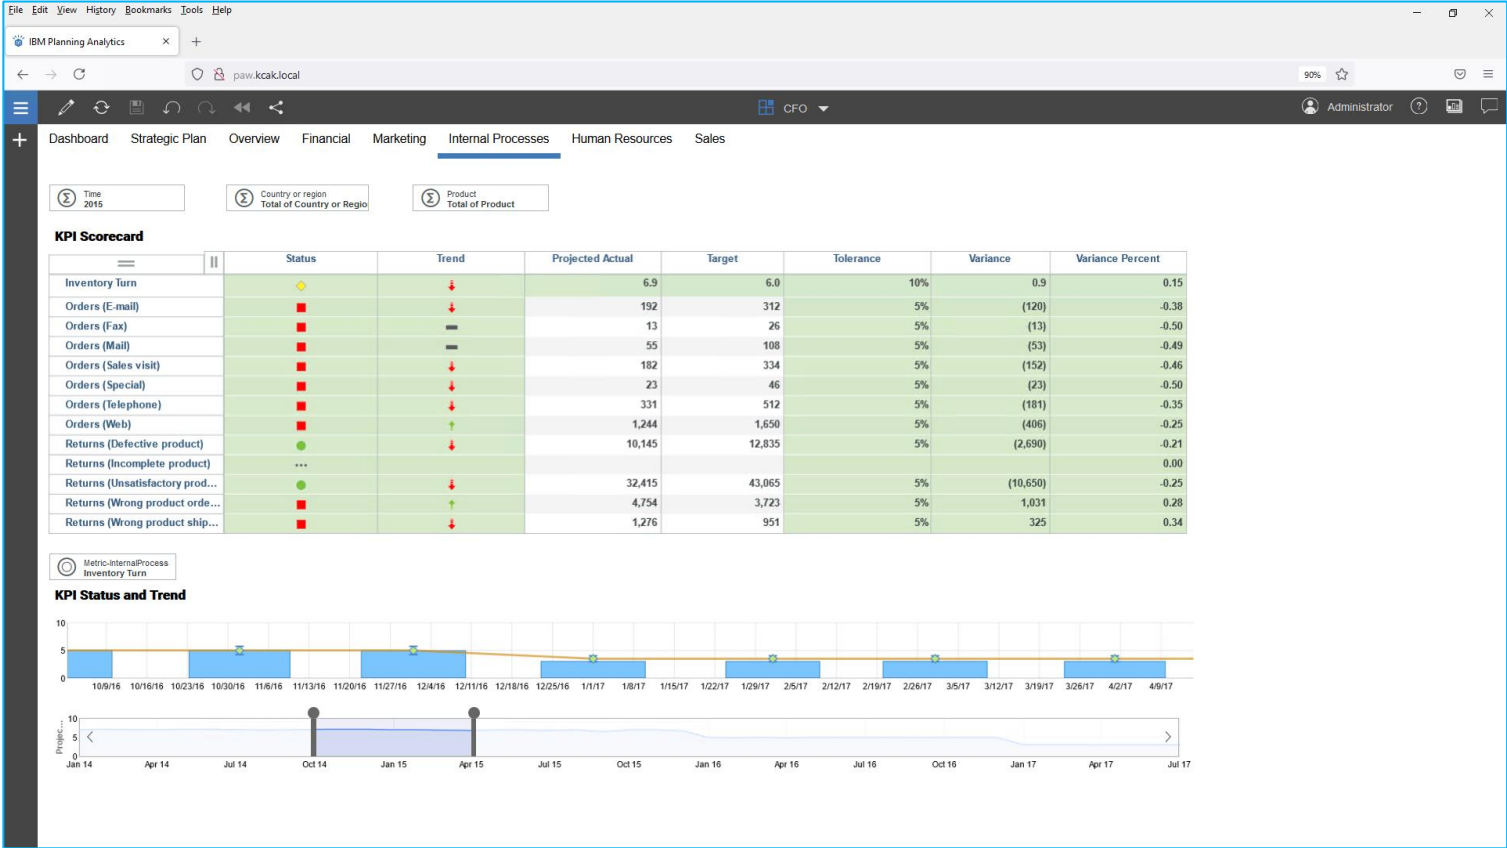 File Edit View History Bookmarks Tools Help
IBM Planning Analytics
paw.kcak.local
90%
CFO
Administrator
Dashboard Strategic Plan Overview Financial Marketing Internal Processes Human Resources Sales
Time
2015
Country or region
Total of Country or Regio
Product
Total of Product
KPI Scorecard
Status Trend Projected Actual Target Tolerance Variance Variance Percent
Inventory Turn 6.9 6.0 10% 0.9 0.15
Orders (E-mail) 192 312 5% (120) -0.38
Orders (Fax) 13 26 5% (13) -0.50
Orders (Mail) 55 108 5% (53) -0.49
Orders (Sales visit) 182 334 5% (152) -0.46
Orders (Special) 23 46 5% (23) -0.50
Orders (Telephone) 331 512 5% (181) -0.35
Orders (Web) 1,244 1,650 5% (406) -0.25
Returns (Defective product) 10,145 12,835 5% (2,690) -0.21
Returns (Incomplete product) 0.00
Returns (Unsatisfactory prod... 32,415 43,065 5% (10,650) -0.25
Returns (Wrong product orde... 4,754 3,723 5% 1,031 0.28
Returns (Wrong product ship... 1,276 951 5% 325 0.34
Metric-InternalProcess
Inventory Turn
KPI Status and Trend
10
5
0
10/9/16 10/16/16 10/23/16 10/30/16 11/6/16 11/13/16 11/20/16 11/27/16 12/4/16 12/11/16 12/18/16 12/25/16 1/1/17 1/8/17 1/15/17 1/22/17 1/29/17 2/5/17 2/12/17 2/19/17 2/26/17 3/5/17 3/12/17 3/19/17 3/26/17 4/2/17 4/9/17
Projec...
10
5
0
Jan 14 Apr 14 Jul 14 Oct 14 Jan 15 Apr 15 Jul 15 Oct 15 Jan 16 Apr 16 Jul 16 Oct 16 Jan 17 Apr 17 Jul 17